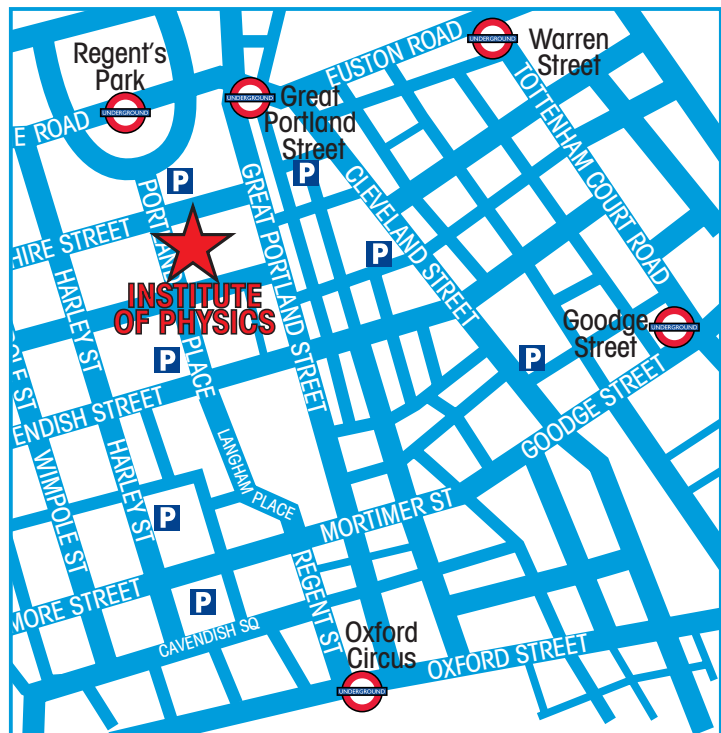 Regent's
Park
UNDERGROUND
UNDERGROUND
Great
Portland
Street
EUSTON ROAD
UNDERGROUND
Warren
Street
TOTTENHAM COURT ROAD
E ROAD
P
P
PORTLAND PLACE
GREAT PORTLAND STREET
CLEVELAND STREET
HIRE STREET
P
INSTITUTE
OF PHYSICS
HARLEY ST
P
Goodge
Street
UNDERGROUND
P
GOODGE STREET
OLE ST
ENDISH STREET
WIMPOLE ST
HARLEY ST
LANGHAM PLACE
P
MORTIMER ST
REGENT ST
MORE STREET
P
CAVENDISH SQ
Oxford
Circus
UNDERGROUND
OXFORD STREET